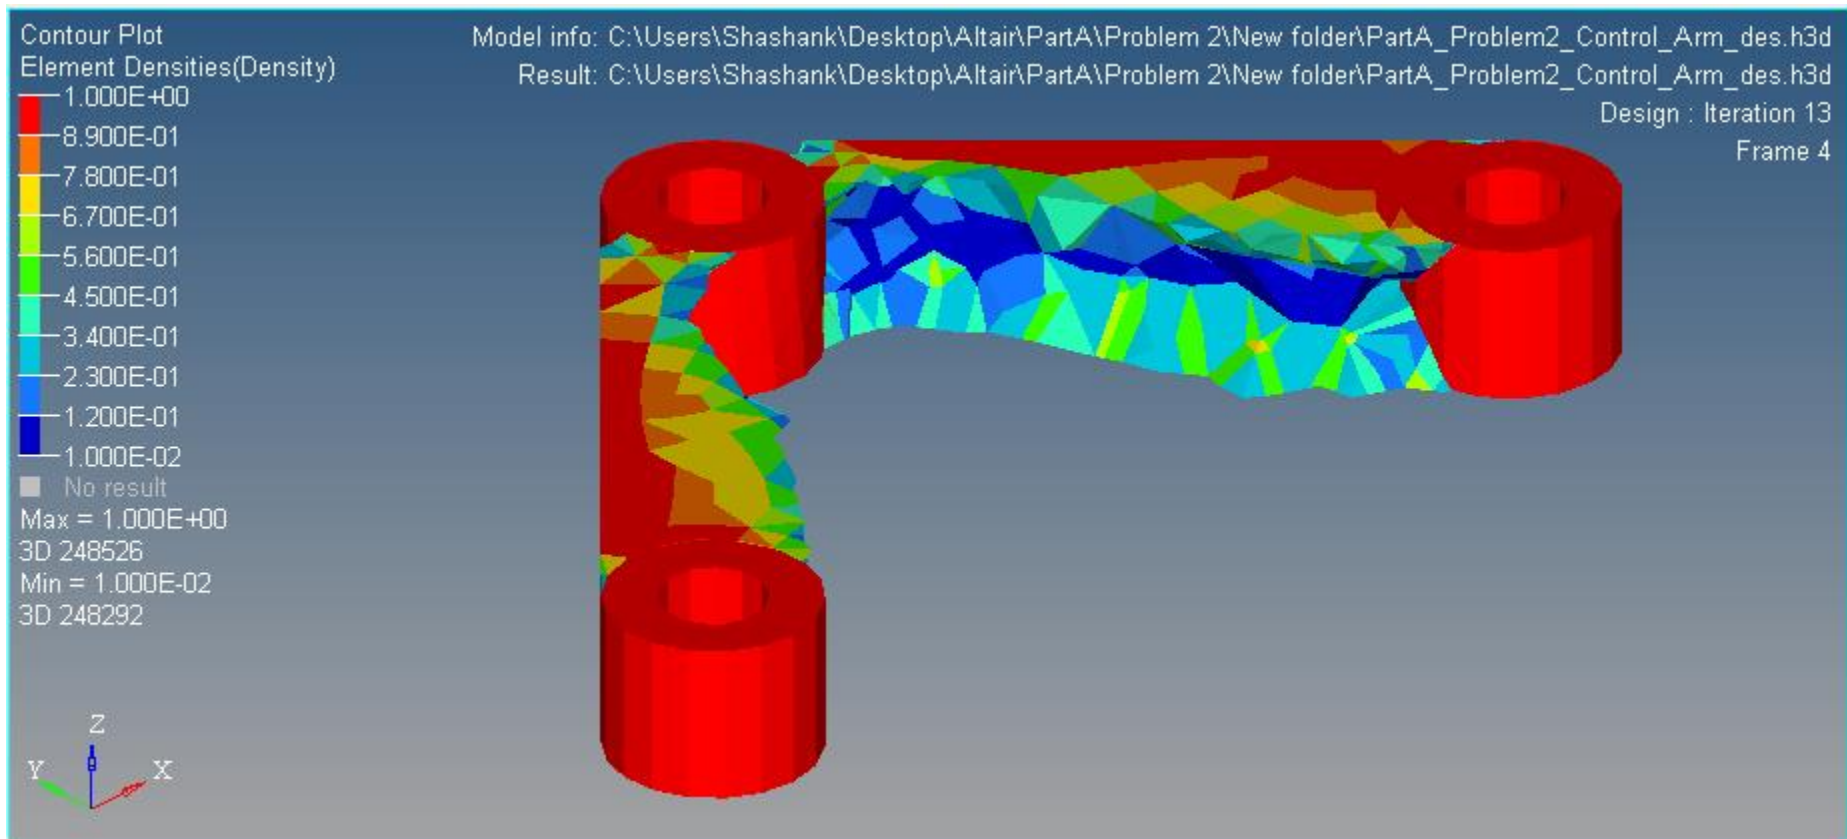 Contour Plot
Element Densities(Density)
1.000E+00
8.900E-01
7.800E-01
6.700E-01
5.600E-01
4.500E-01
3.400E-01
2.300E-01
1.200E-01
1.000E-02
No result
Max = 1.000E+00
3D 248526
Min = 1.000E-02
3D 248292
Model info: C:\Users\Shashank\Desktop\Altair\PartA\Problem 2\New folder\PartA_Problem2_Control_Arm_des.h3d
Result: C:\Users\Shashank\Desktop\Altair\PartA\Problem 2\New folder\PartA_Problem2_Control_Arm_des.h3d
Design : Iteration 13
Frame 4
Z
Y
X